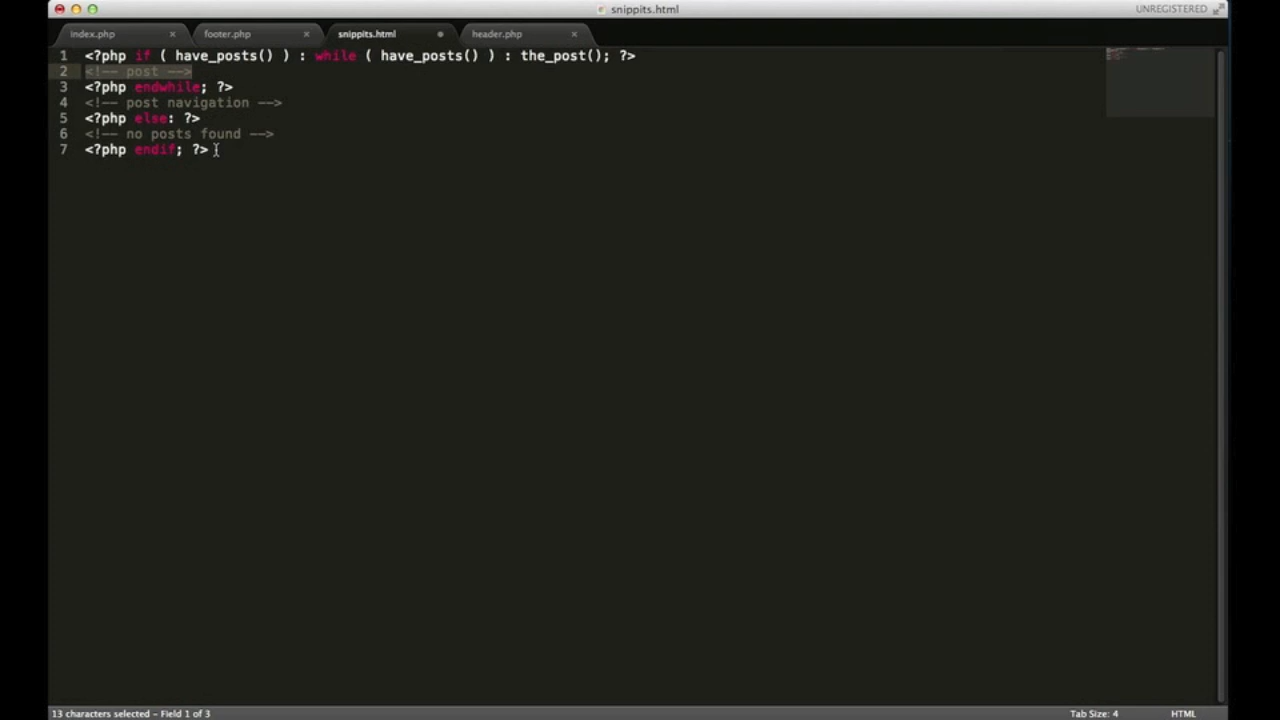 snippits.html
UNREGISTERED
index.php
footer.php
snippits.html
header.php
1 <?php if ( have_posts() ) : while ( have_posts() ) : the_post(); ?>
2 <!-- post -->
3 <?php endwhile; ?>
4 <!-- post navigation -->
5 <?php else: ?>
6 <!-- no posts found -->
7 <?php endif; ?>
13 characters selected – Field 1 of 3
Tab Size: 4
HTML